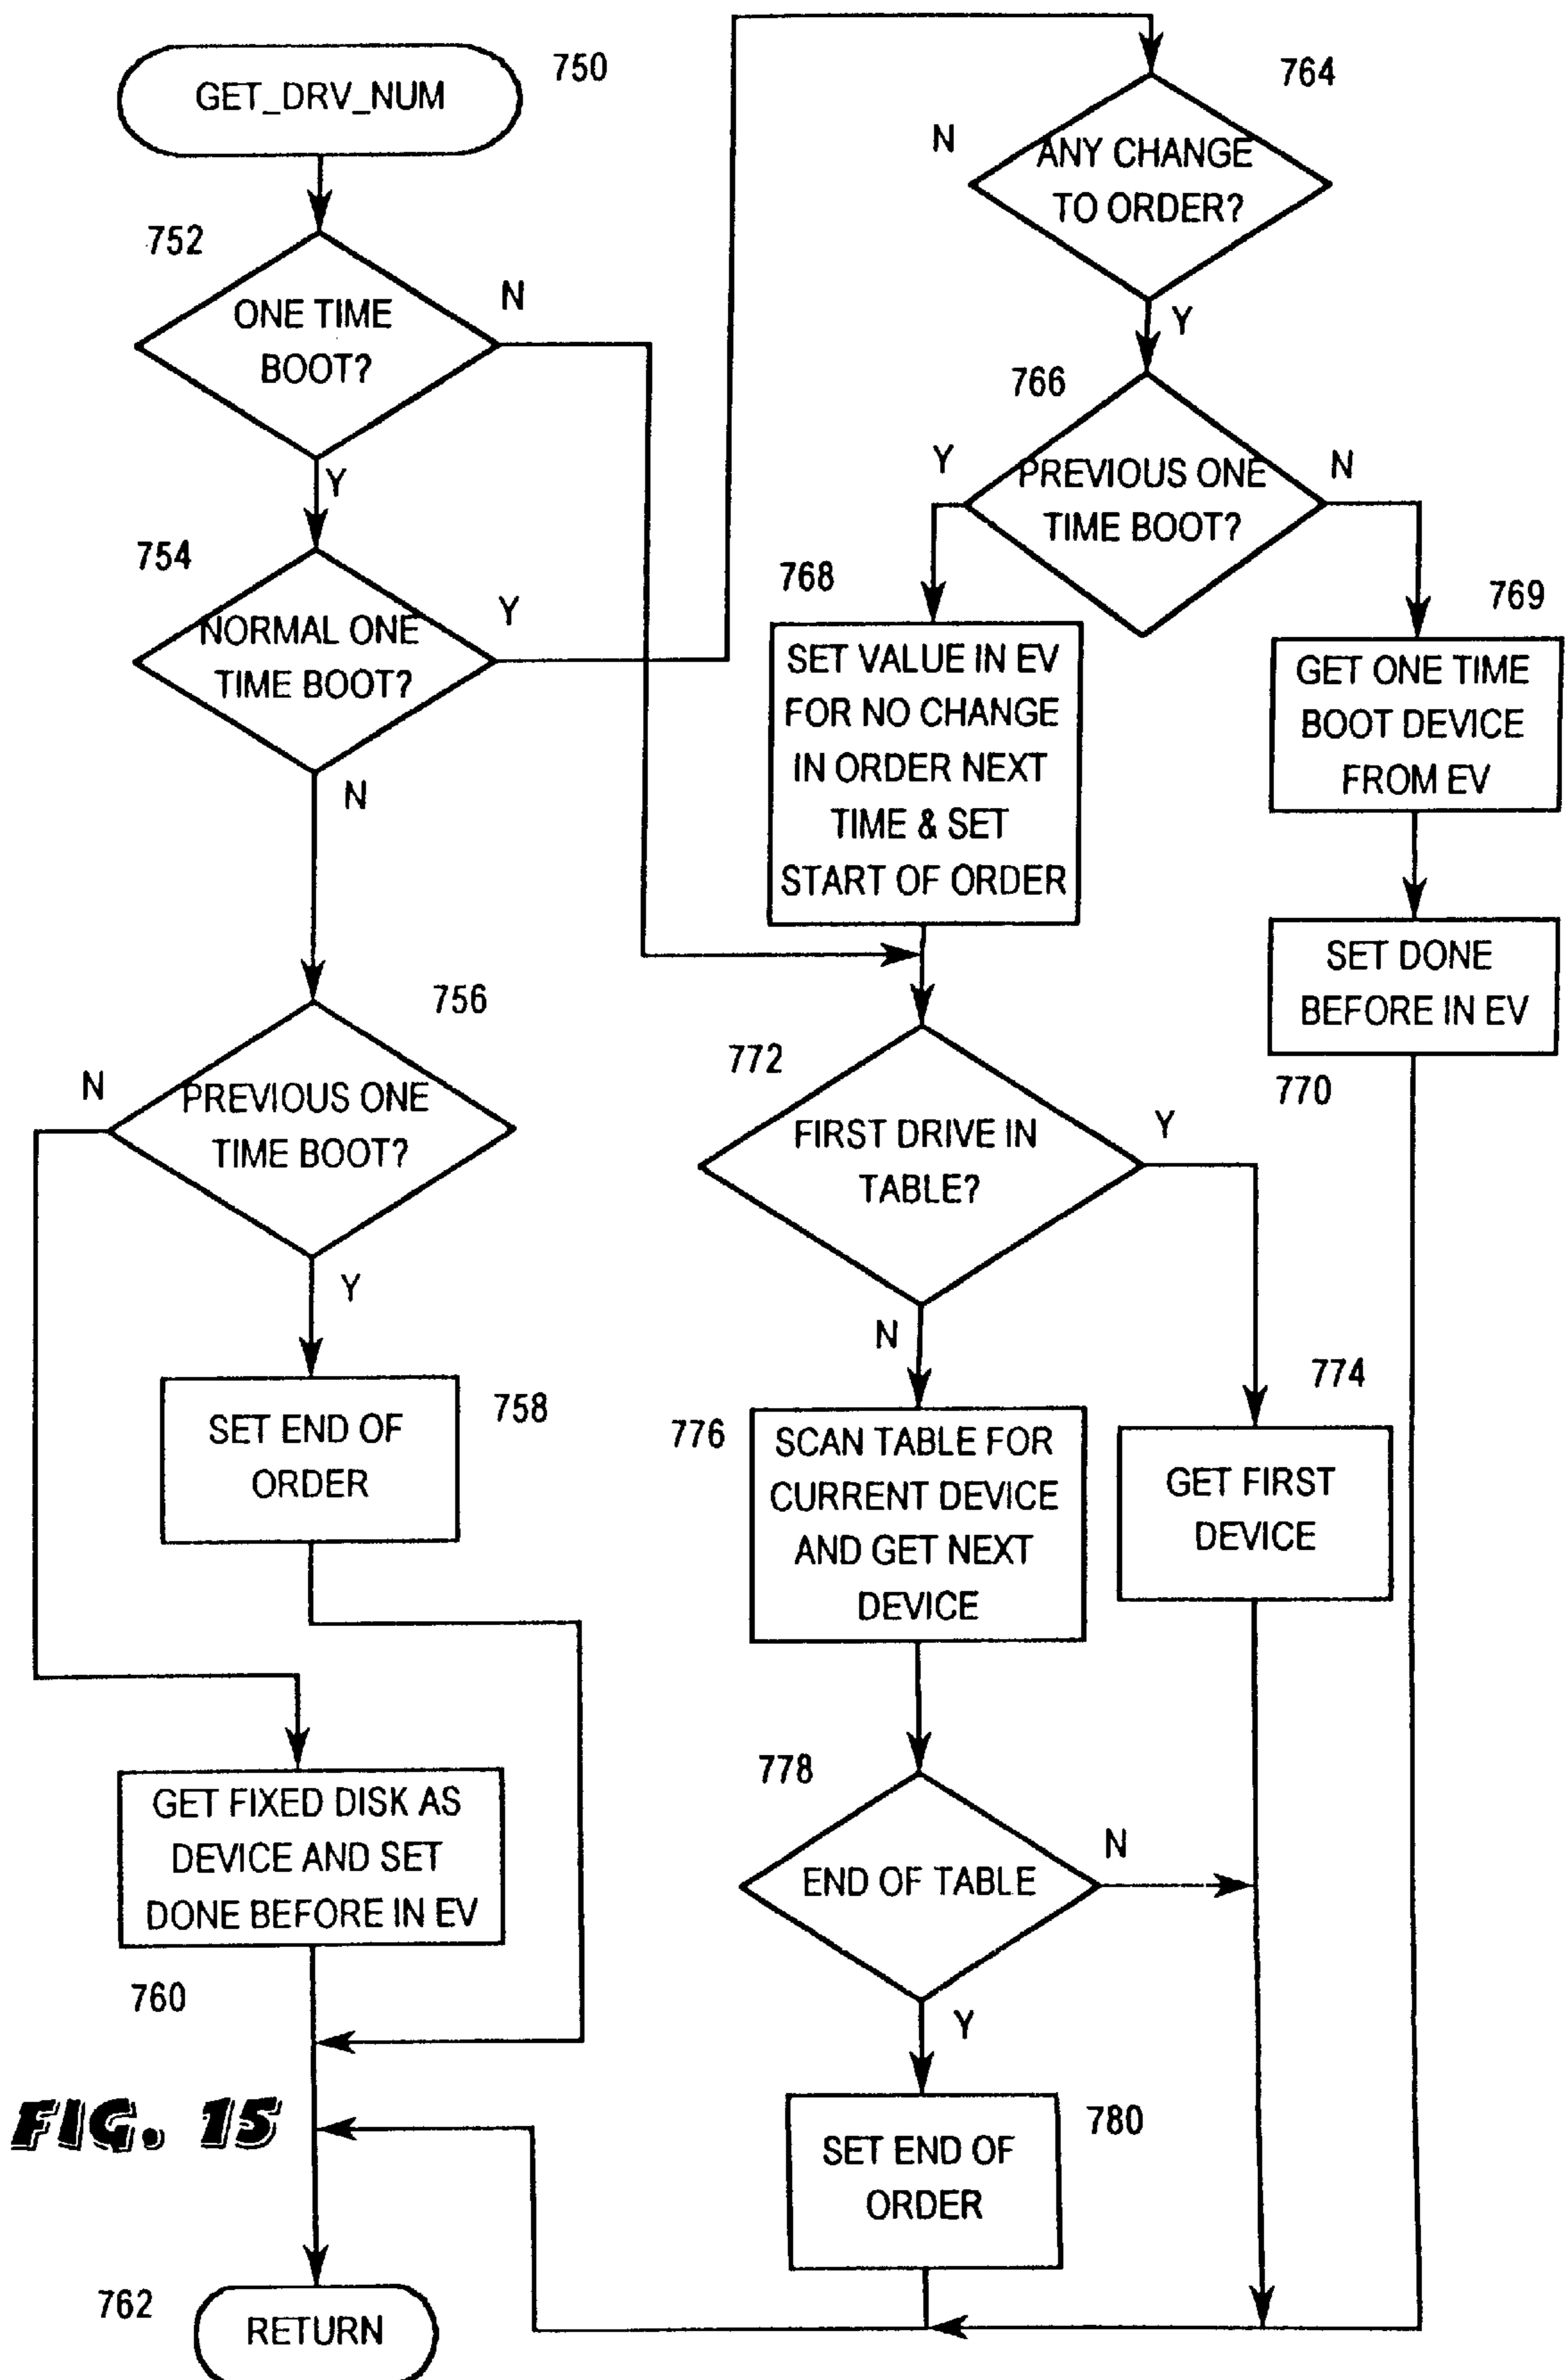 GET_DRV_NUM
750
752
ONE TIME
BOOT?
N
Y
754
NORMAL ONE
TIME BOOT?
Y
N
756
N
PREVIOUS ONE
TIME BOOT?
Y
SET END OF
ORDER
758
GET FIXED DISK AS
DEVICE AND SET
DONE BEFORE IN EV
760
FIG. 15
762
RETURN
764
N
ANY CHANGE
TO ORDER?
Y
766
Y
PREVIOUS ONE
TIME BOOT?
N
768
SET VALUE IN EV
FOR NO CHANGE
IN ORDER NEXT
TIME & SET
START OF ORDER
769
GET ONE TIME
BOOT DEVICE
FROM EV
SET DONE
BEFORE IN EV
770
772
FIRST DRIVE IN
TABLE?
Y
N
774
GET FIRST
DEVICE
776
SCAN TABLE FOR
CURRENT DEVICE
AND GET NEXT
DEVICE
778
END OF TABLE
N
Y
780
SET END OF
ORDER